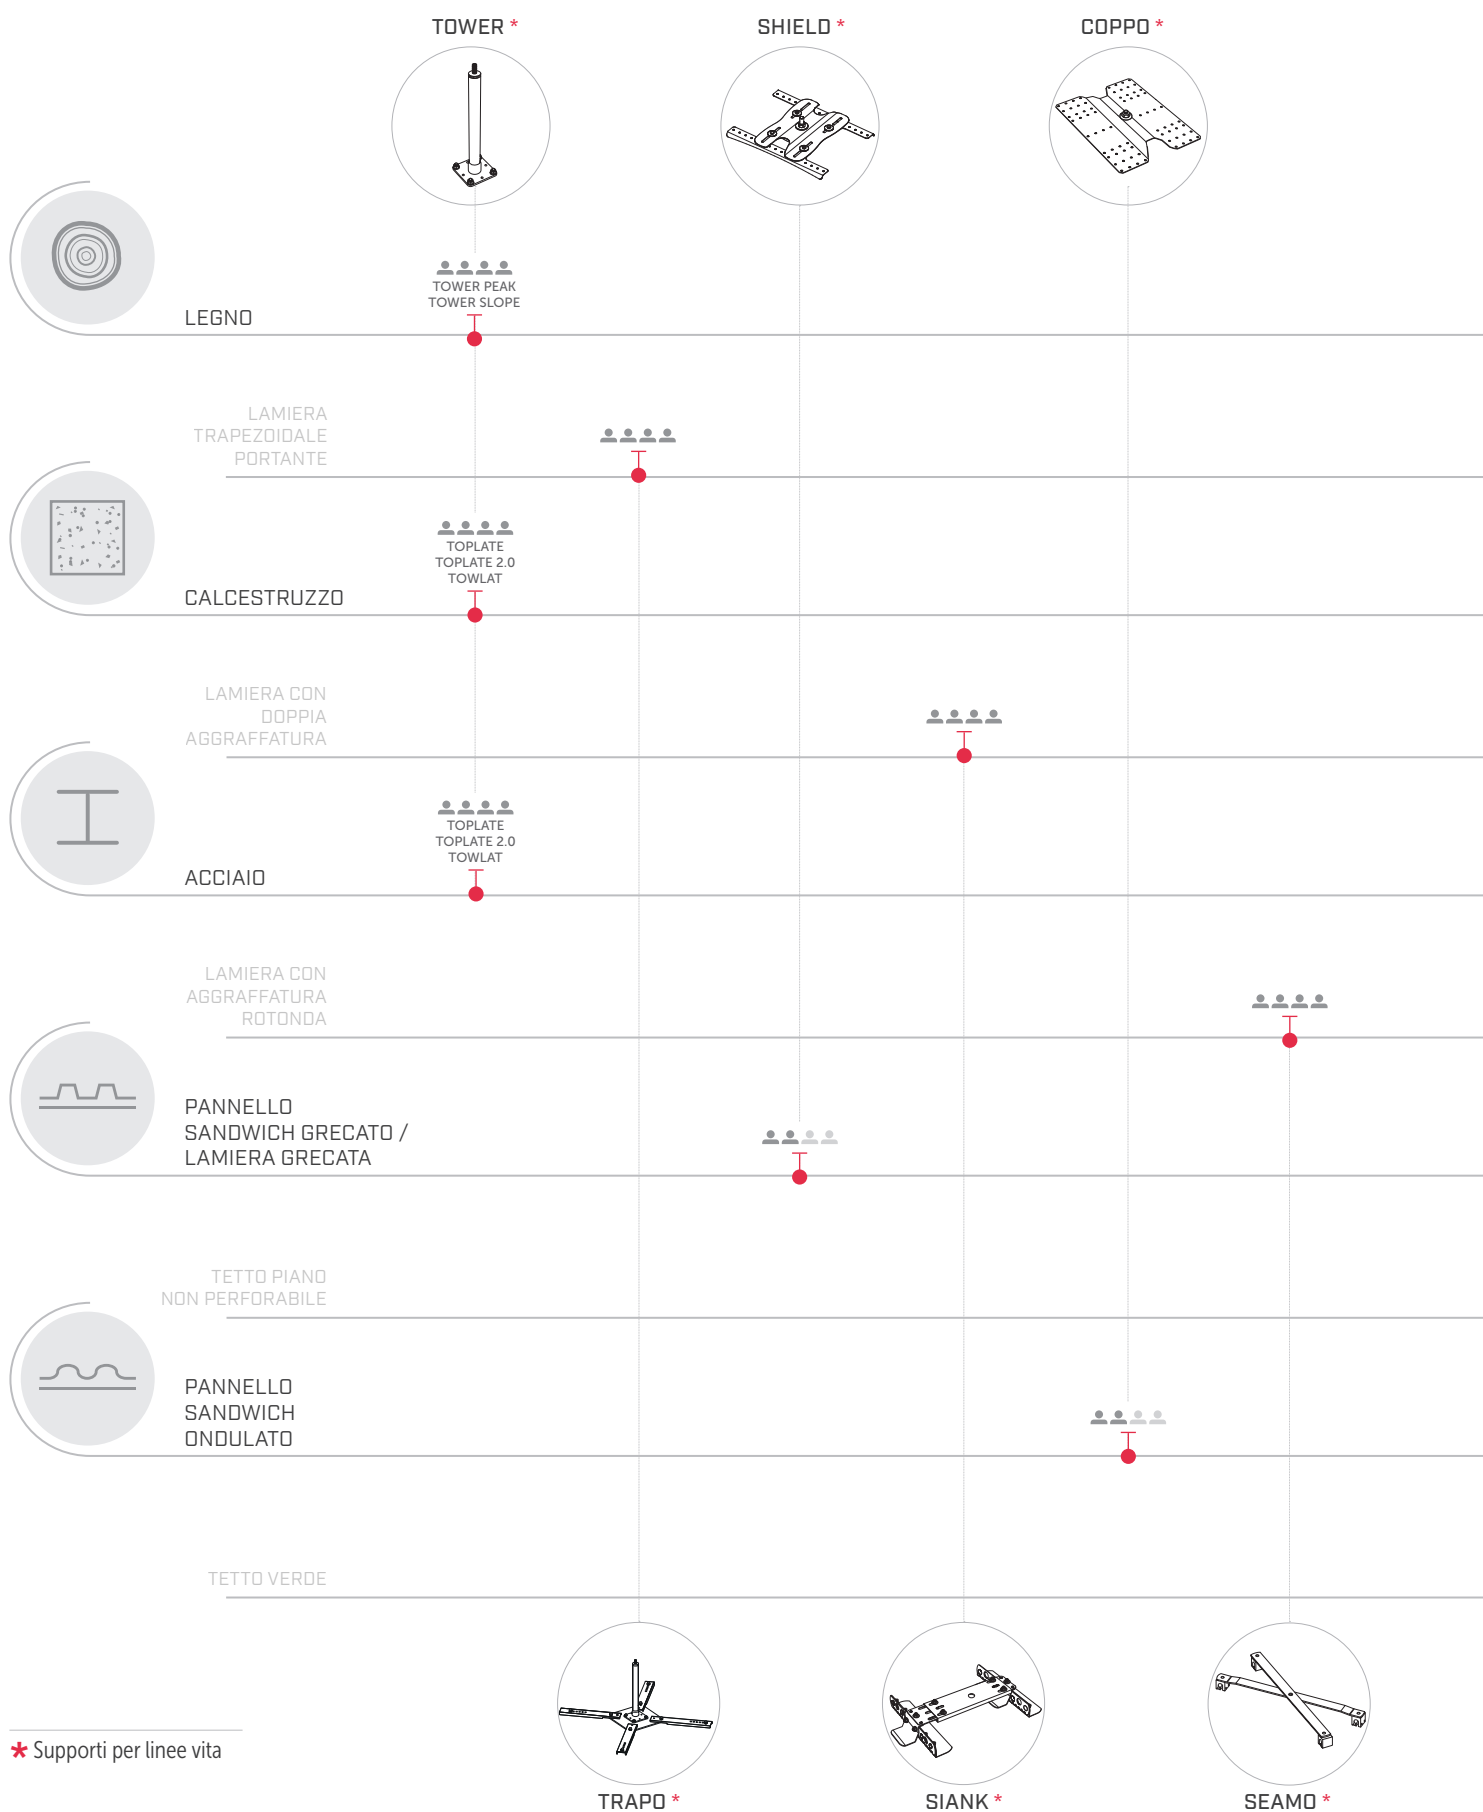 TOWER *
SHIELD *
COPPO *
TOWER PEAK
TOWER SLOPE
LEGNO
LAMIERA
TRAPEZOIDALE
PORTANTE
TOPLATE
TOPLATE 2.0
TOWLAT
CALCESTRUZZO
LAMIERA CON
DOPPIA
AGGRAFFATURA
TOPLATE
TOPLATE 2.0
TOWLAT
ACCIAIO
LAMIERA CON
AGGRAFFATURA
ROTONDA
PANNELLO
SANDWICH GRECATO /
LAMIERA GRECATA
TETTO PIANO
NON PERFORABILE
PANNELLO
SANDWICH
ONDULATO
TETTO VERDE
* Supporti per linee vita
TRAPO *
SIANK *
SEAMO *